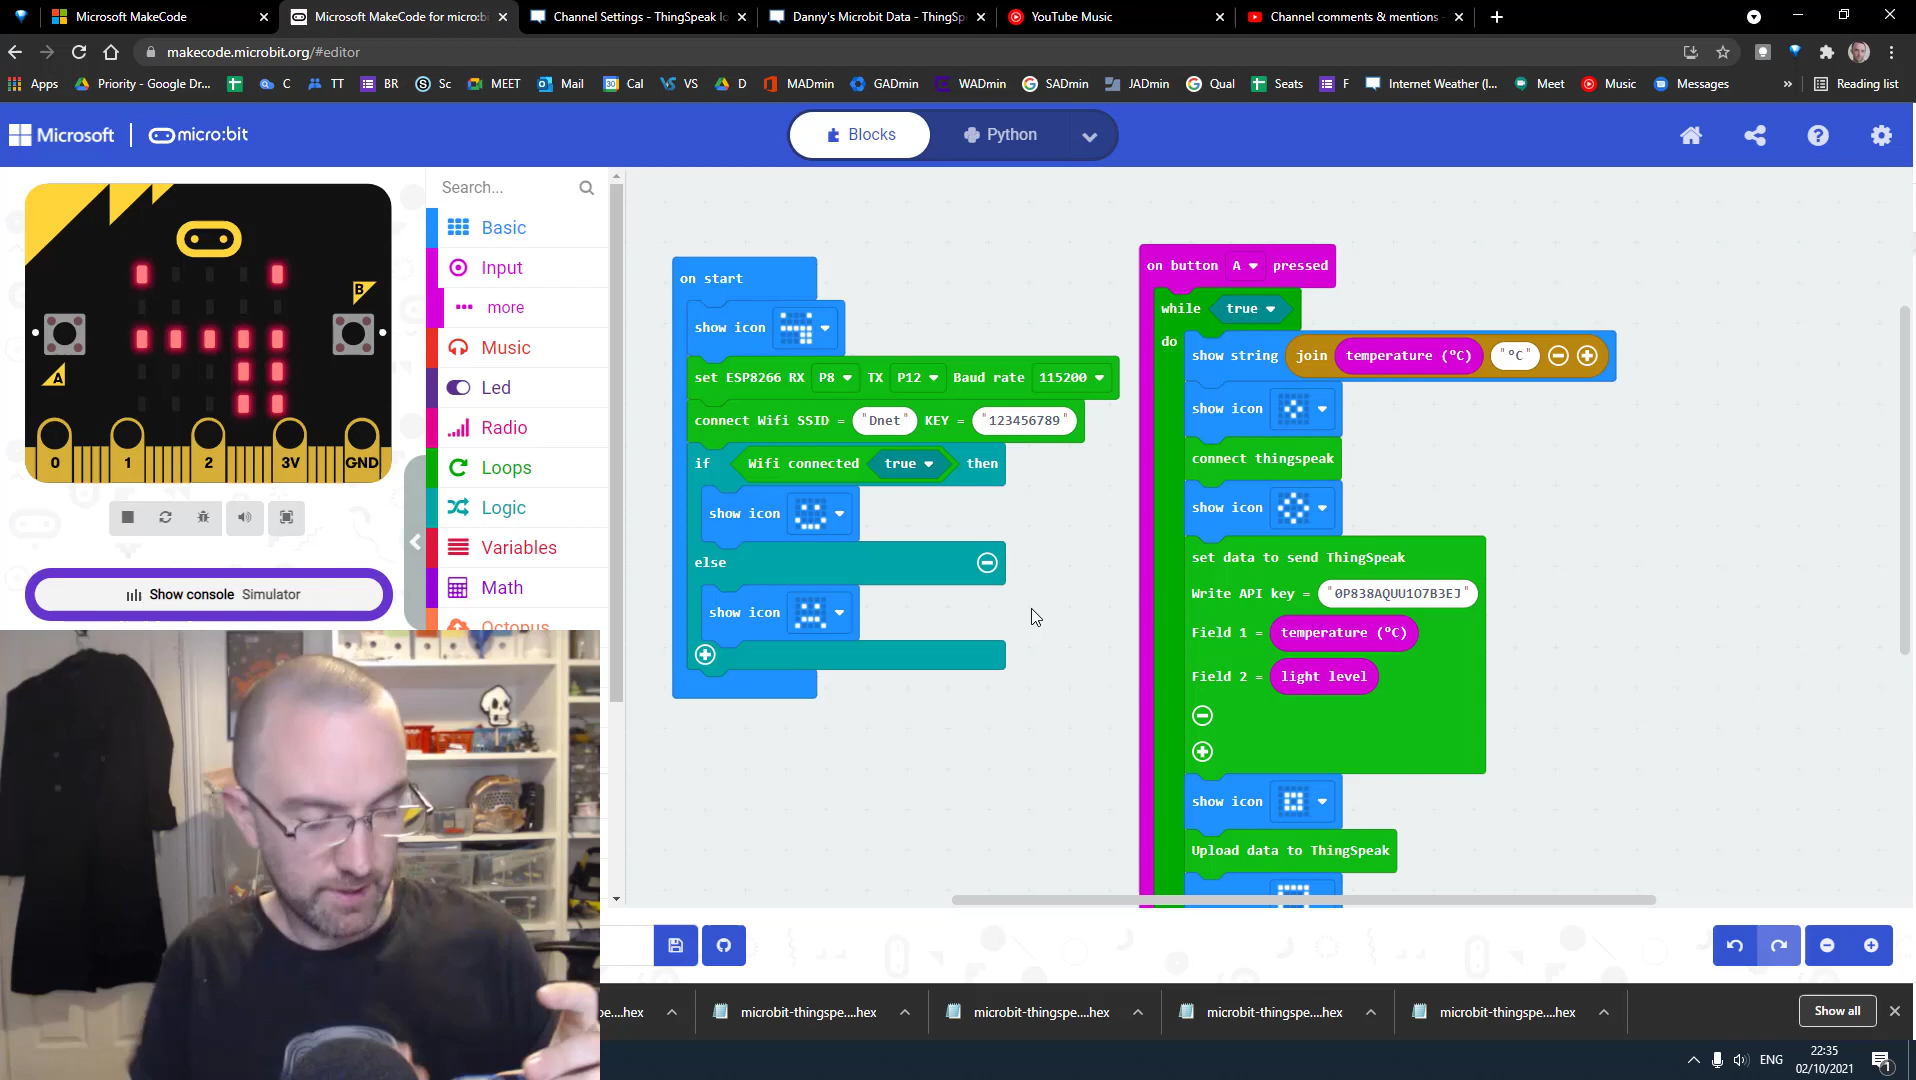 Microsoft MakeCode
Microsoft MakeCode for micro:bi
Channel Settings - ThingSpeak Io
Danny's Microbit Data - ThingSp
YouTube Music
Channel comments & mentions -
makecode.microbit.org/#editor
Apps
Priority - Google Dr...
C
TT
BR
Sc
MEET
Mail
Cal
VS
D
MADmin
GAdmin
WADmin
SADmin
JADmin
Qual
Seats
F
Internet Weather (I...
Meet
Music
Messages
»
Reading list
Microsoft
micro:bit
Blocks
Python
Search...
Basic
Input
more
Music
Led
Radio
Loops
Logic
Variables
Math
Octopus
B
A
0
1
2
3V
GND
Show console Simulator
on start
show icon
set ESP8266 RX P8 TX P12 Baud rate 115200
connect Wifi SSID = "Dnet" KEY = "123456789"
if Wifi connected true then
show icon
else
show icon
on button A pressed
while true
do show string join temperature (°C) "°C"
show icon
connect thingspeak
show icon
set data to send ThingSpeak
Write API key = "0P838AQUU1O7B3EJ"
Field 1 = temperature (°C)
Field 2 = light level
show icon
Upload data to ThingSpeak
pe....hex
microbit-thingspe....hex
microbit-thingspe....hex
microbit-thingspe....hex
microbit-thingspe....hex
Show all
ENG
22:35
02/10/2021
1